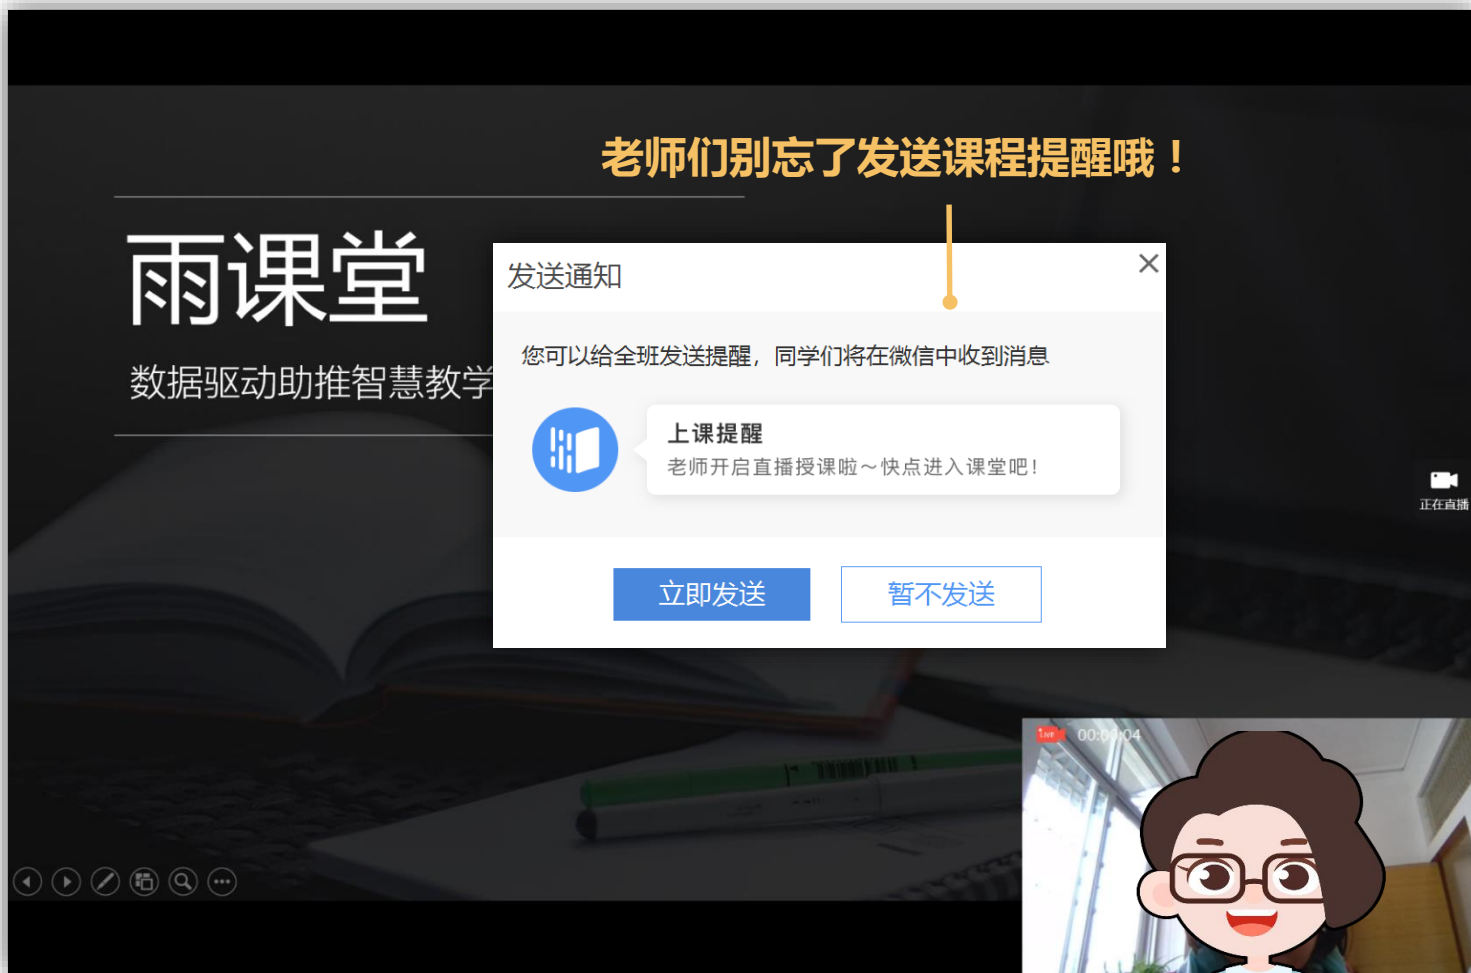 老师们别忘了发送课程提醒哦！
雨课堂
数据驱动助推智慧教学
发送通知
您可以给全班发送提醒，同学们将在微信中收到消息
上课提醒
老师开启直播授课啦～快点进入课堂吧！
立即发送
暂不发送
正在直播
LIVE 00:00:04